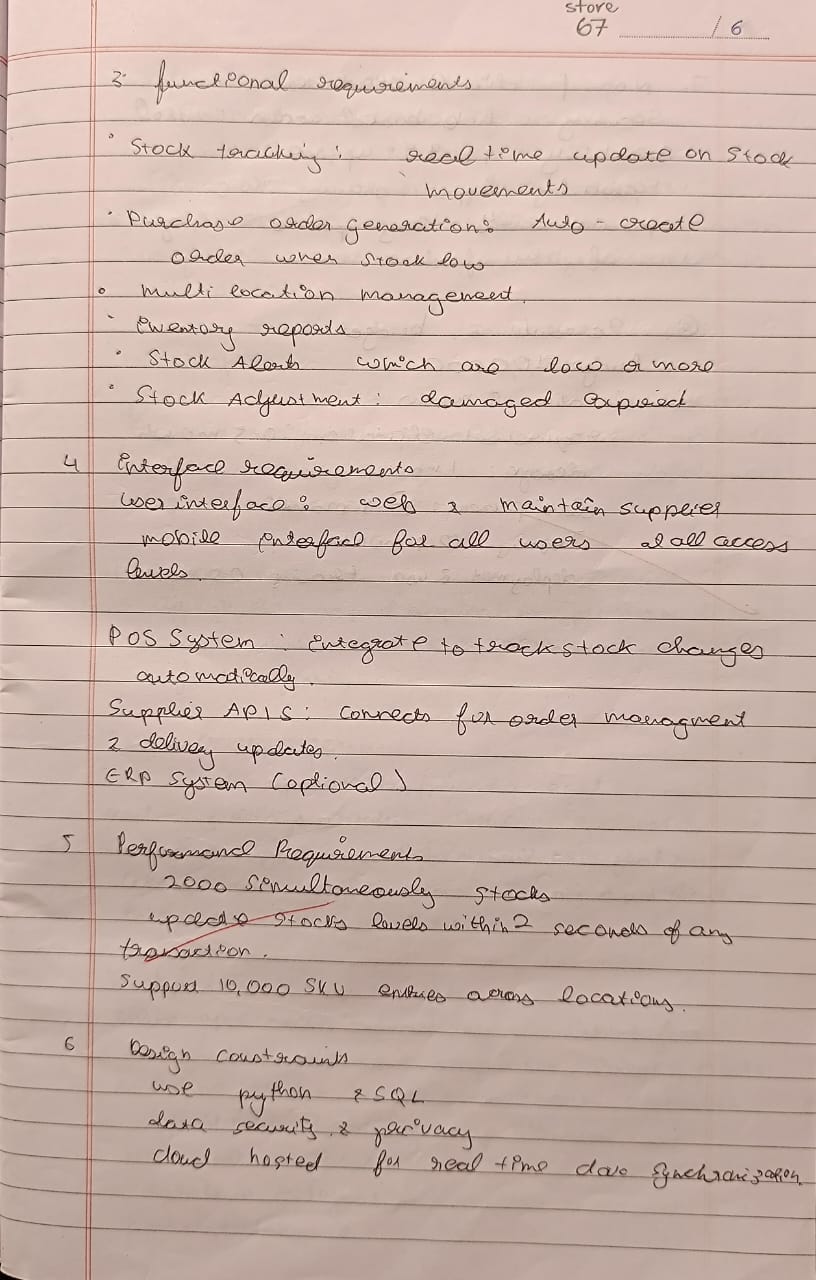 store
67 / 6
3. functional requirements
• Stock tracking : real time update on stock
movements
• Purchase order generation : Auto - create
order when stock low
• multi location management.
• inventory reports
• Stock Alerts which are low or more
• Stock Adjustment : damaged expired
4 Interface requirements
User interface : web & maintain supplier
mobile interface for all users at all access
levels.
POS System : integrate to track stock changes
automatically.
Supplier APIS : Connects for order managment
& delivery updates.
ERP System (optional)
5 Performance Requirements
2000 simultaneously stocks
update stocks levels within 2 seconds of any
transaction.
Support 10,000 SKU entries across locations.
6 Design constraints
use python & SQL
data security & privacy
cloud hosted for real time data synchronization.